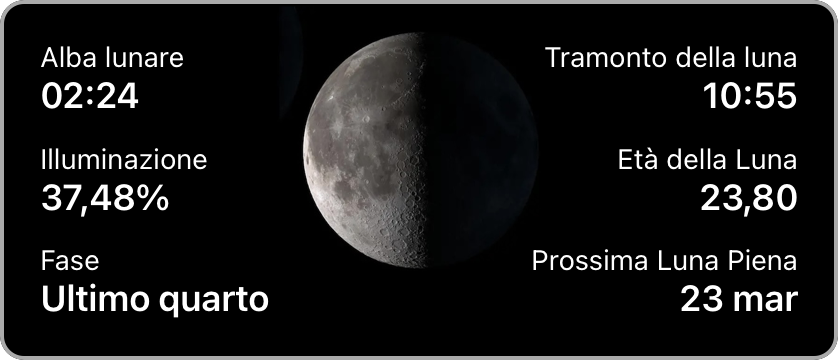 Alba lunare
02:24
Illuminazione
37,48%
Fase
Ultimo quarto
Tramonto della luna
10:55
Età della Luna
23,80
Prossima Luna Piena
23 mar